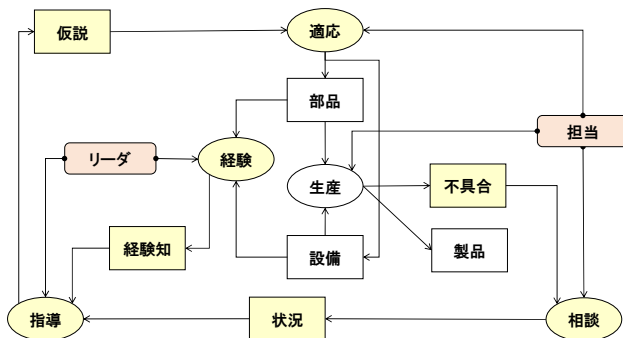 仮説
適応
部品
担当
リーダ
経験
生産
不具合
経験知
設備
製品
指導
状況
相談